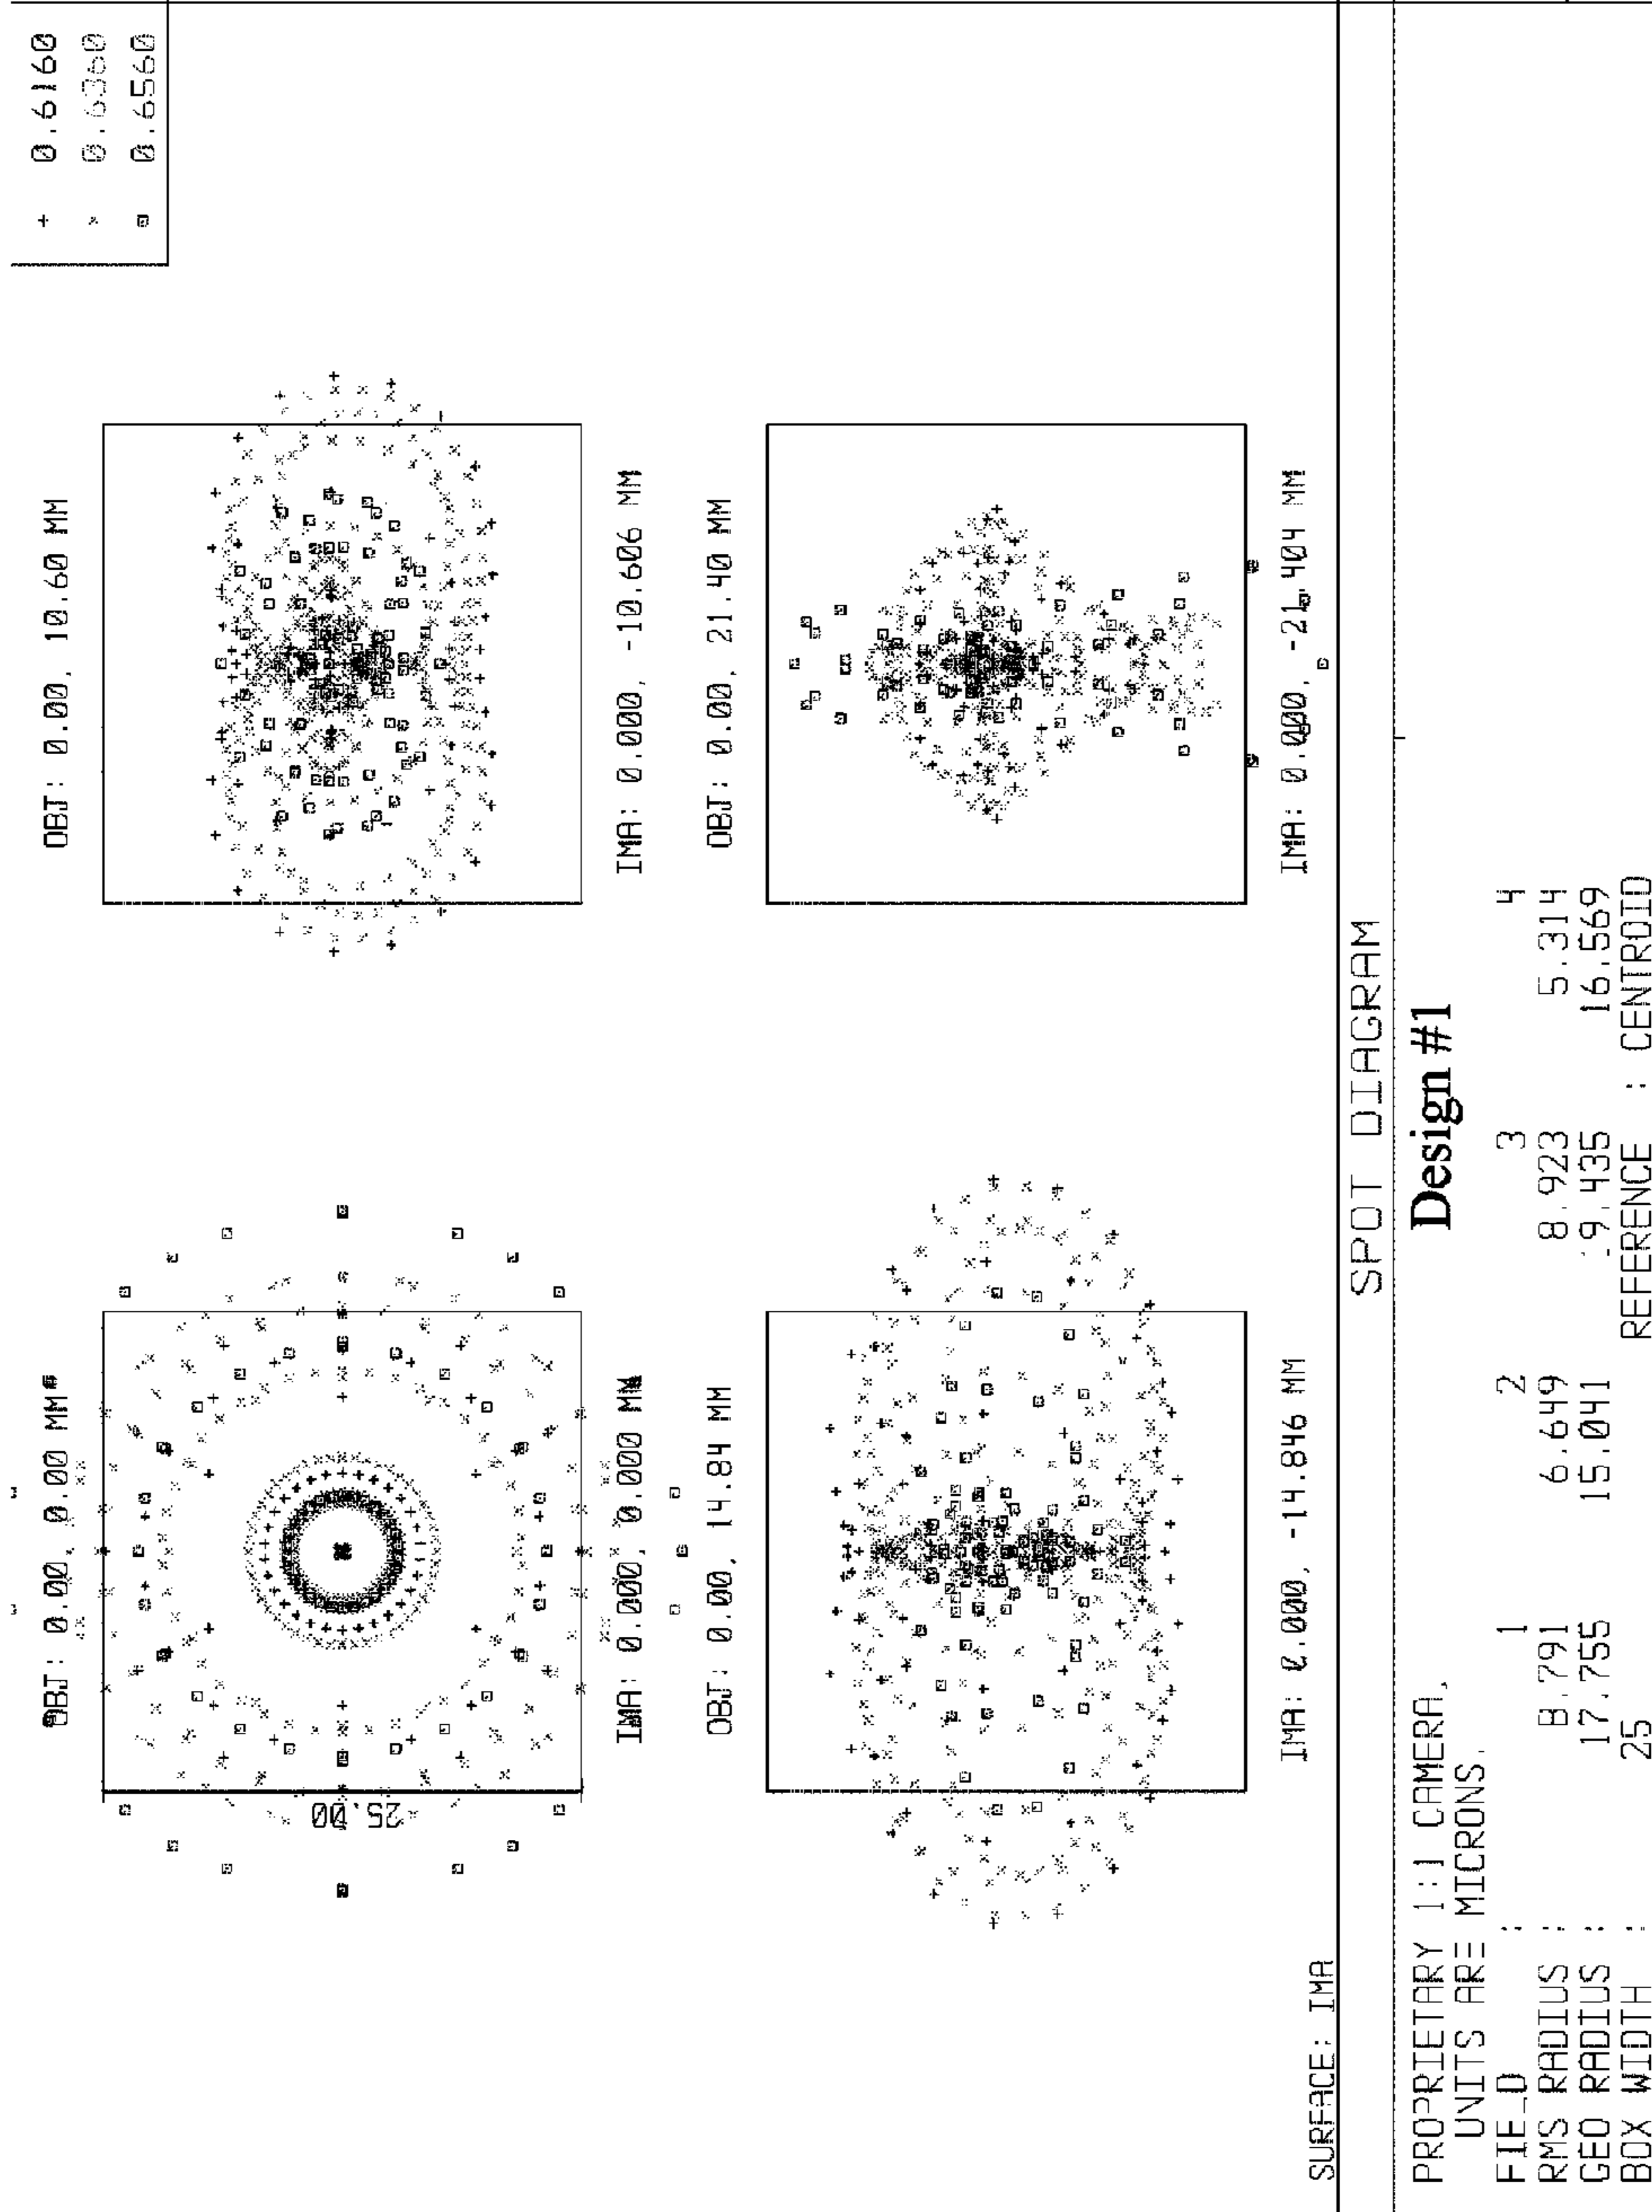 + 0.6160
× 0.6360
0.6560
OBJ: 0.00, 0.00 MM
OBJ: 0.00, 10.60 MM
25.00
IMA: 0.000, 0.000 MM
IMA: 0.000, -10.606 MM
OBJ: 0.00, 14.84 MM
OBJ: 0.00, 21.40 MM
IMA: 0.000, -14.846 MM
IMA: 0.000, -21.404 MM
SURFACE: IMA
SPOT DIAGRAM
Design #1
PROPRIETARY 1:1 CAMERA,
UNITS ARE MICRONS.
FIELD : 1 2 3 4
RMS RADIUS : 8.791 6.649 8.923 5.314
GEO RADIUS : 17.755 15.041 19.435 16.569
BOX WIDTH : 25 REFERENCE : CENTROID